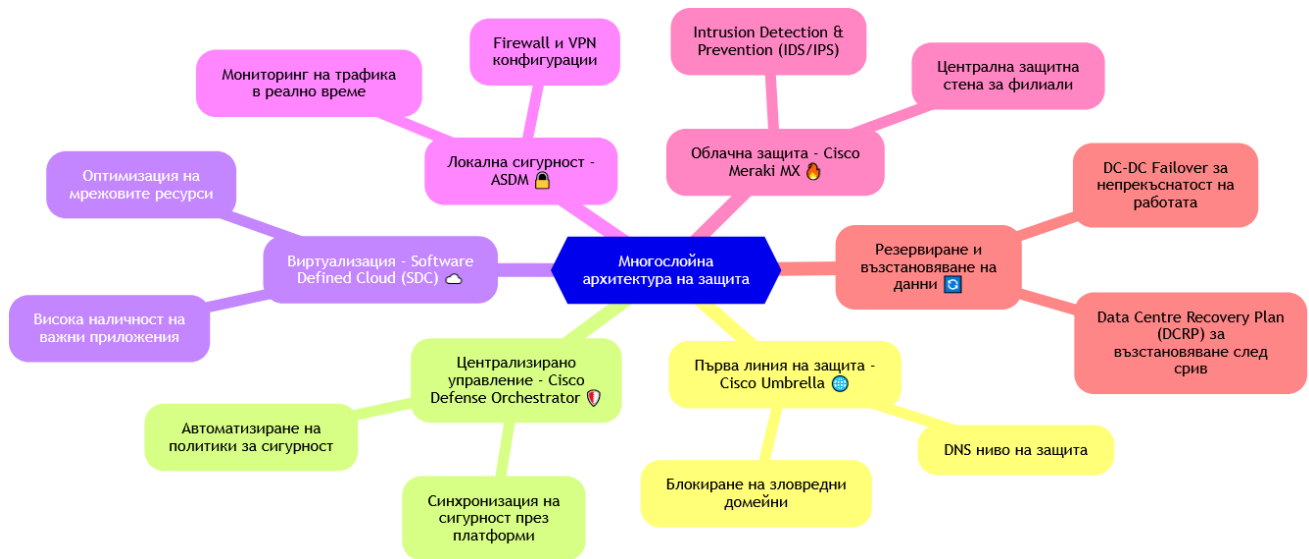 Intrusion Detection &
Prevention (IDS/IPS)
Firewall и VPN
конфигурации
Мониторинг на трафика
в реално време
Централна защитна
стена за филиали
Локална сигурност -
ASDM 🔒
Облачна защита - Cisco
Meraki MX 🔥
DC-DC Failover за
непрекъснатост на
работата
Оптимизация на
мрежовите ресурси
Виртуализация - Software
Defined Cloud (SDC) ☁
Многослойна
архитектура на защита
Резервиране и
възстановяване на
данни 🔄
Висока наличност на
важни приложения
Data Centre Recovery Plan
(DCRP) за
възстановяване след
срив
Централизирано
управление - Cisco
Defense Orchestrator 🛡
Първа линия на защита -
Cisco Umbrella 🌐
Автоматизиране на
политики за сигурност
DNS ниво на защита
Блокиране на зловредни
домейни
Синхронизация на
сигурност през
платформи